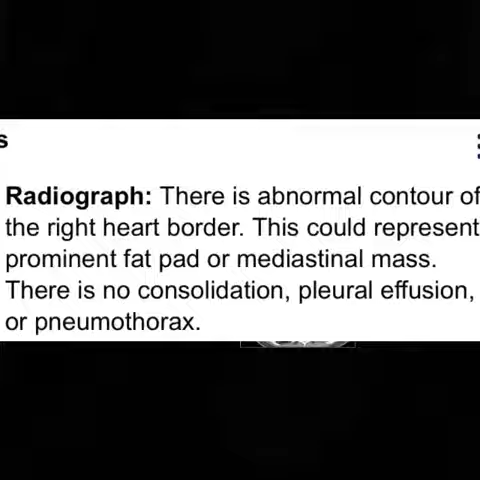 s
Radiograph: There is abnormal contour of
the right heart border. This could represent
prominent fat pad or mediastinal mass.
There is no consolidation, pleural effusion,
or pneumothorax.